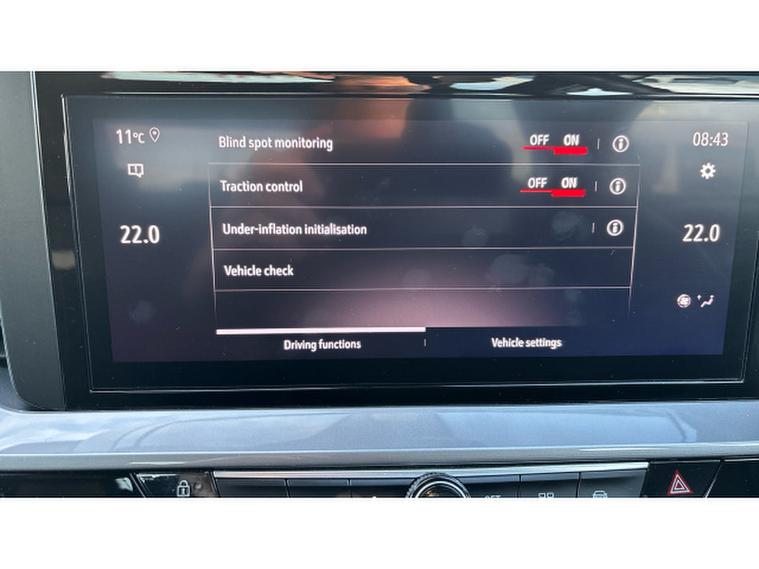 11°C
08:43
Blind spot monitoring OFF ON
Traction control OFF ON
22.0
22.0
Under-inflation initialisation
Vehicle check
Driving functions
Vehicle settings